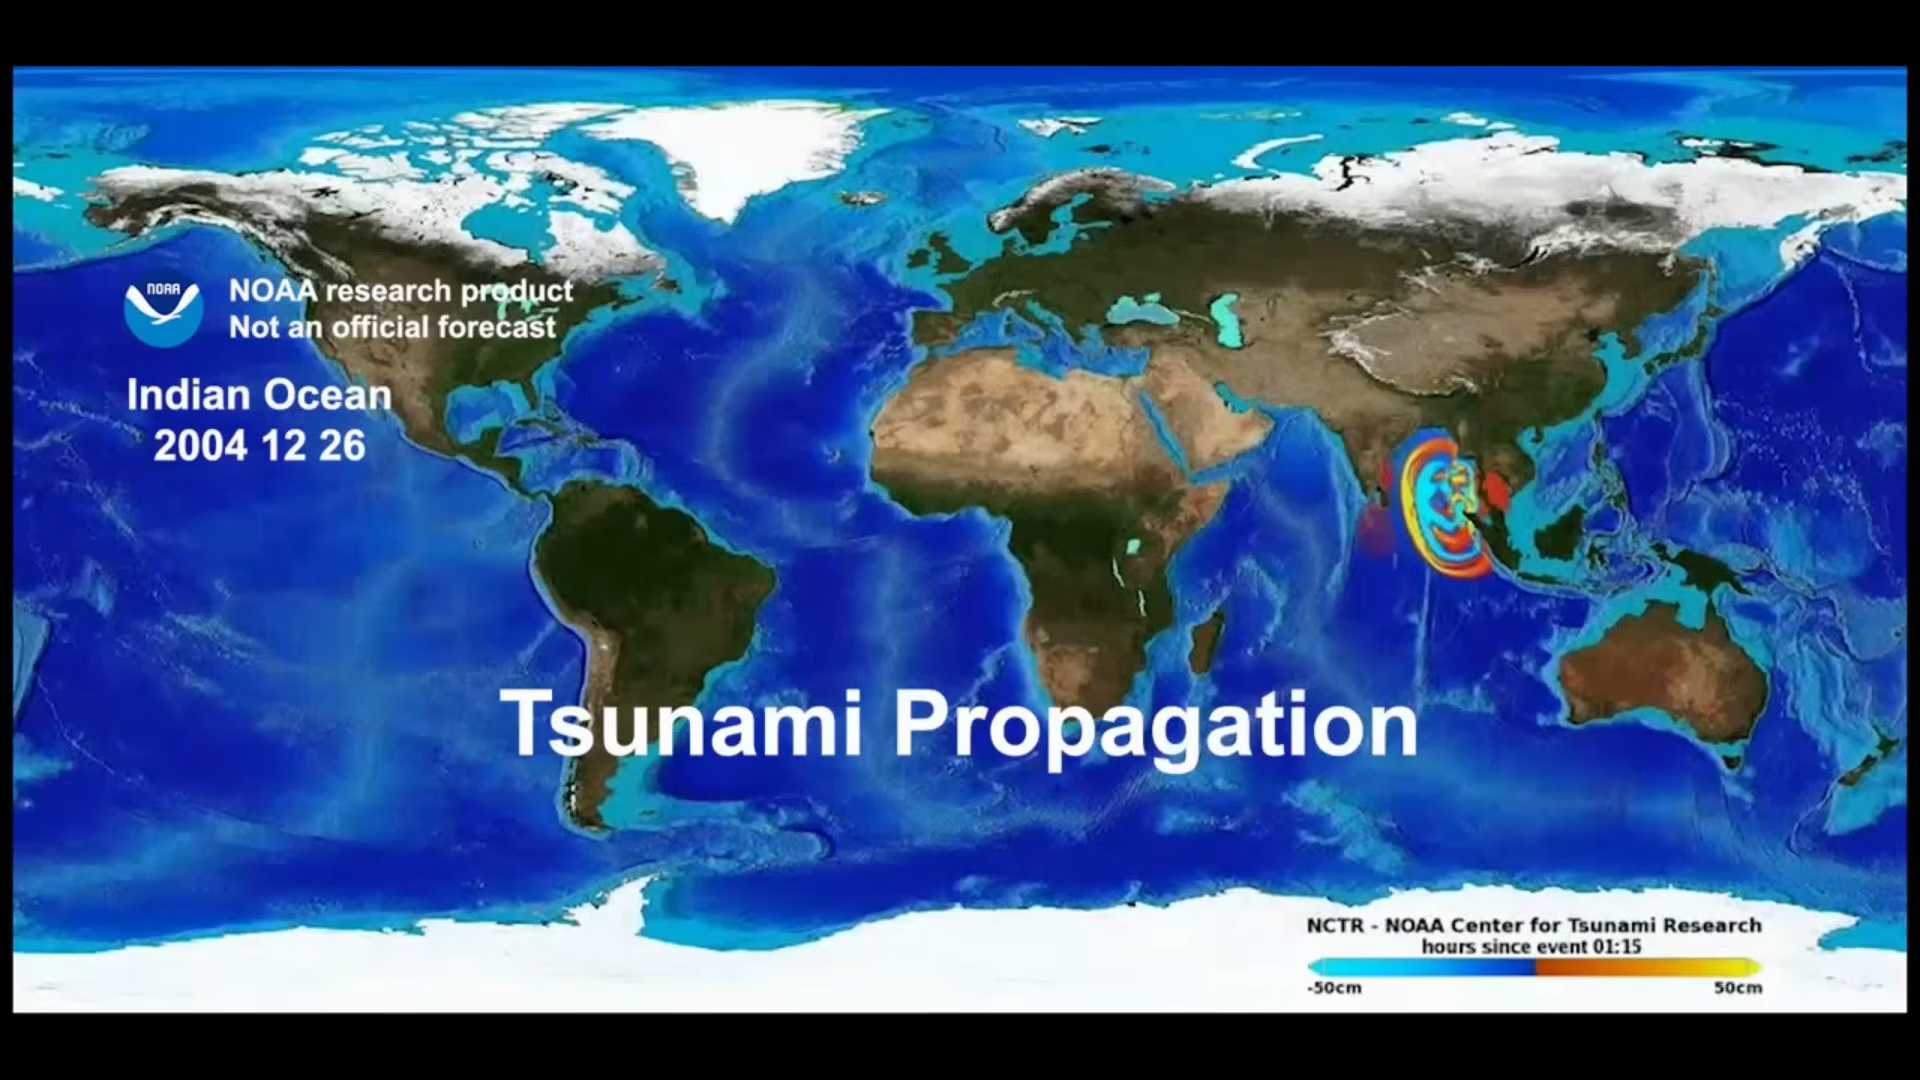 NOAA
NOAA research product
Not an official forecast
Indian Ocean
2004 12 26
Tsunami Propagation
NCTR - NOAA Center for Tsunami Research
hours since event 01:15
-50cm 50cm